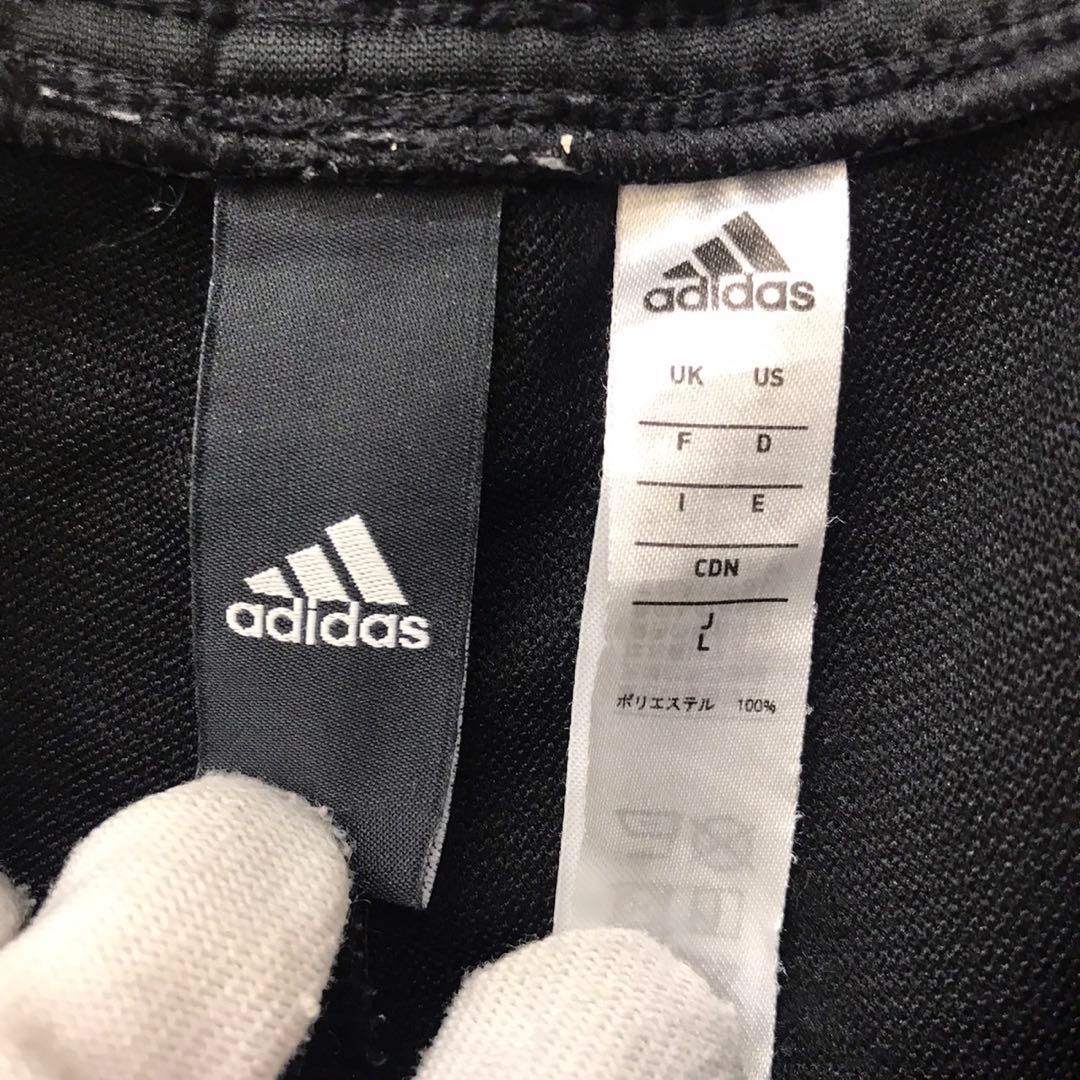 adidas
adidas
UK US
F D
I E
CDN
J
L
ポリエステル 100%